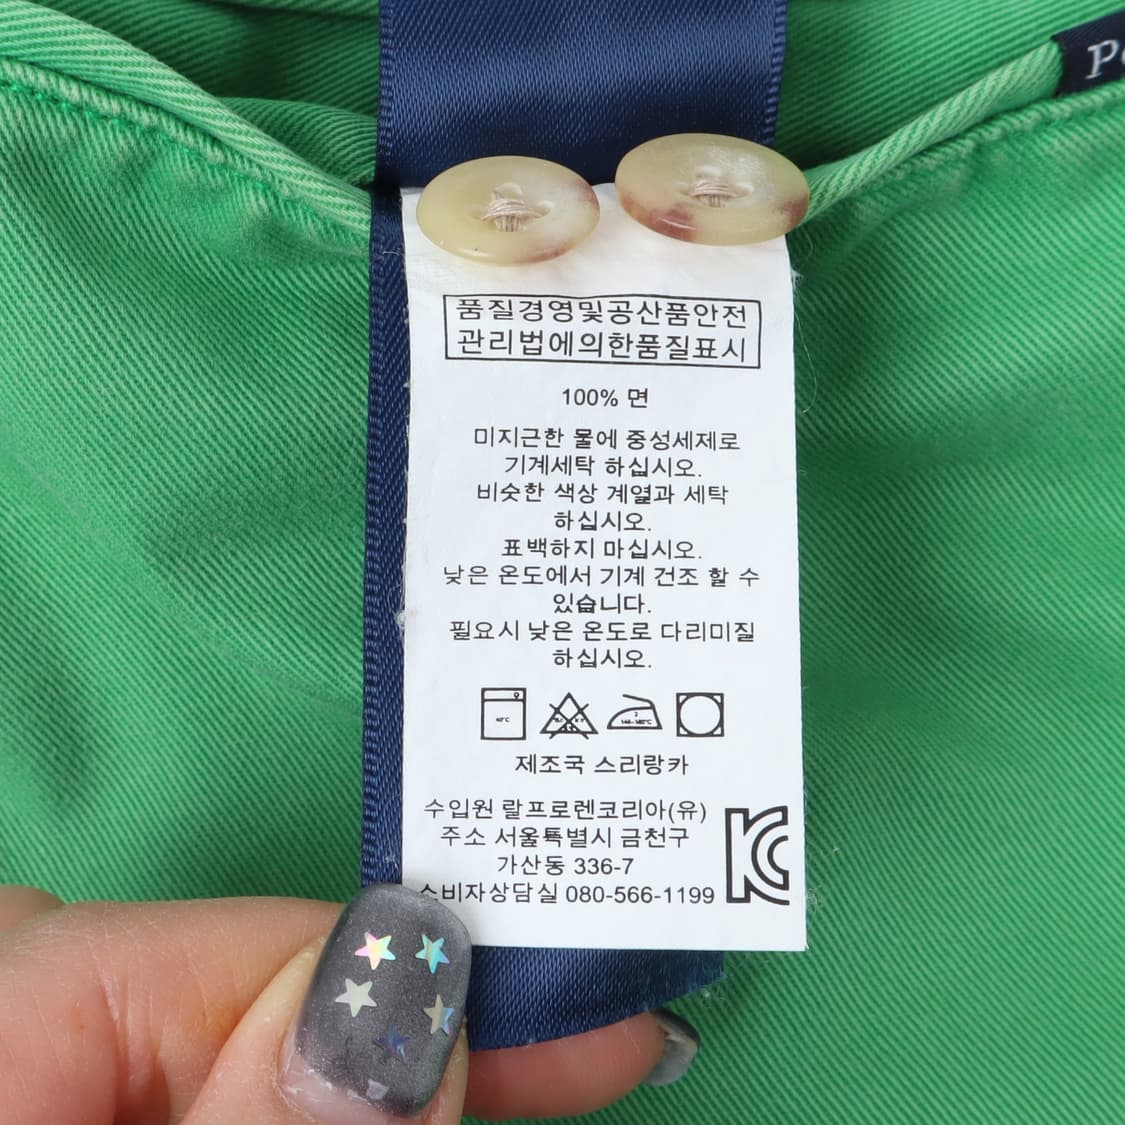 품질경영및공산품안전
관리법에의한품질표시
100% 면
미지근한 물에 중성세제로
기계세탁 하십시오.
비슷한 색상 계열과 세탁
하십시오.
표백하지 마십시오.
낮은 온도에서 기계 건조 할 수
있습니다.
필요시 낮은 온도로 다리미질
하십시오.
40℃
제조국 스리랑카
수입원 랄프로렌코리아(유)
주소 서울특별시 금천구
가산동 336-7
소비자상담실 080-566-1199